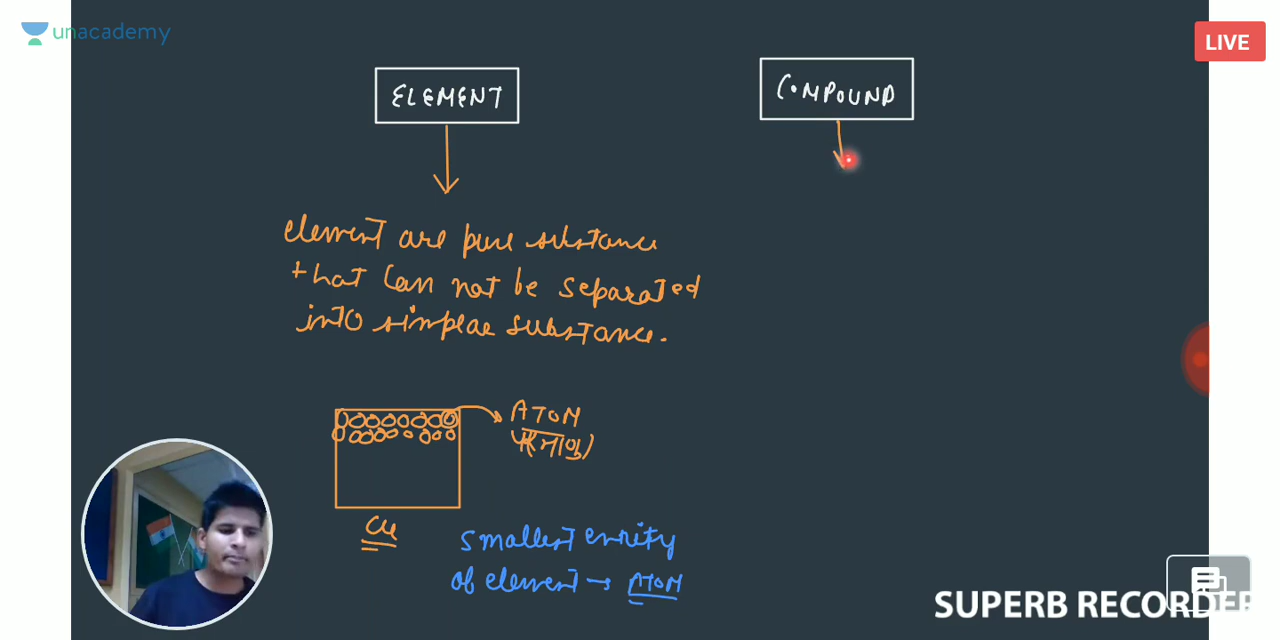 unacademy
LIVE
ELEMENT
COMPOUND
element are pure substance
that can not be separated
into simplae substance.
ATOM
(परमाणु)
Cu
smallest entity
of element → ATOM
SUPERB RECORDER